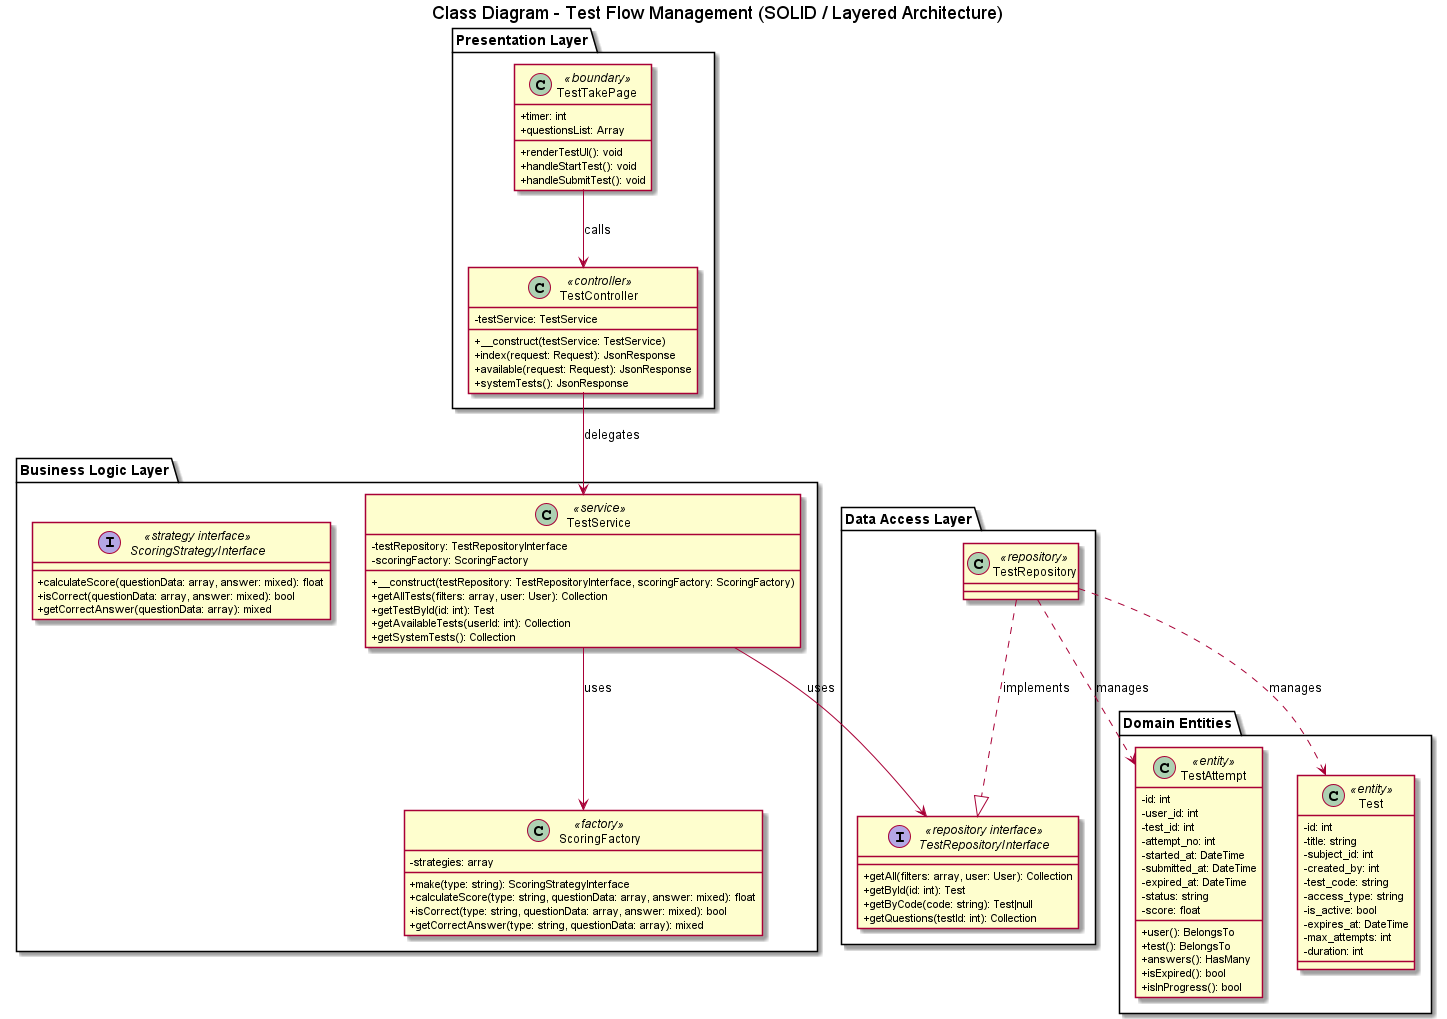 Class Diagram - Test Flow Management (SOLID / Layered Architecture)
Presentation Layer
C
«boundary»
TestTakePage
+timer: int
+questionsList: Array
+renderTestUI(): void
+handleStartTest(): void
+handleSubmitTest(): void
calls
C
«controller»
TestController
-testService: TestService
+__construct(testService: TestService)
+index(request: Request): JsonResponse
+available(request: Request): JsonResponse
+systemTests(): JsonResponse
delegates
Business Logic Layer
I
«strategy interface»
ScoringStrategyInterface
+calculateScore(questionData: array, answer: mixed): float
+isCorrect(questionData: array, answer: mixed): bool
+getCorrectAnswer(questionData: array): mixed
C
«service»
TestService
-testRepository: TestRepositoryInterface
-scoringFactory: ScoringFactory
+__construct(testRepository: TestRepositoryInterface, scoringFactory: ScoringFactory)
+getAllTests(filters: array, user: User): Collection
+getTestById(id: int): Test
+getAvailableTests(userId: int): Collection
+getSystemTests(): Collection
uses
uses
C
«factory»
ScoringFactory
-strategies: array
+make(type: string): ScoringStrategyInterface
+calculateScore(type: string, questionData: array, answer: mixed): float
+isCorrect(type: string, questionData: array, answer: mixed): bool
+getCorrectAnswer(type: string, questionData: array): mixed
Data Access Layer
C
«repository»
TestRepository
implements
manages
manages
I
«repository interface»
TestRepositoryInterface
+getAll(filters: array, user: User): Collection
+getById(id: int): Test
+getByCode(code: string): Test|null
+getQuestions(testId: int): Collection
Domain Entities
C
«entity»
TestAttempt
-id: int
-user_id: int
-test_id: int
-attempt_no: int
-started_at: DateTime
-submitted_at: DateTime
-expired_at: DateTime
-status: string
-score: float
+user(): BelongsTo
+test(): BelongsTo
+answers(): HasMany
+isExpired(): bool
+isInProgress(): bool
C
«entity»
Test
-id: int
-title: string
-subject_id: int
-created_by: int
-test_code: string
-access_type: string
-is_active: bool
-expires_at: DateTime
-max_attempts: int
-duration: int